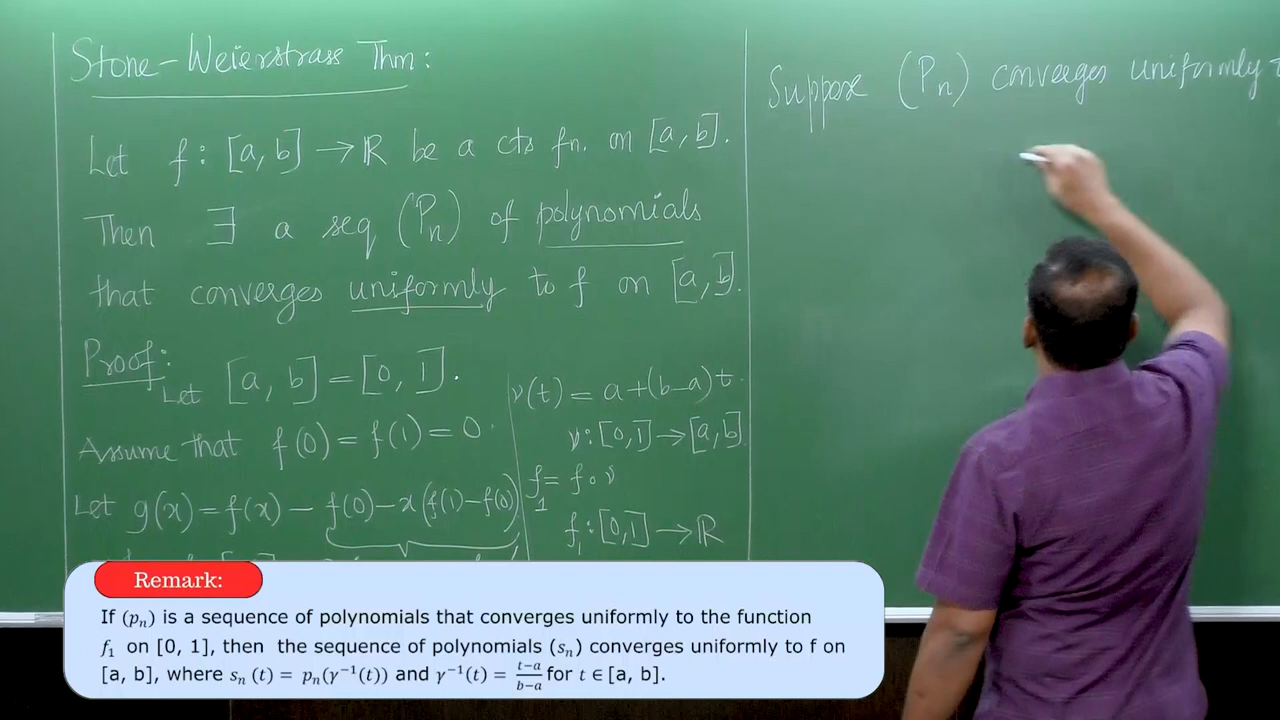 Stone-Weierstrass Thm:
Let f: [a, b] → ℝ be a cts fn. on [a, b].
Then ∃ a seq (Pn) of polynomials
that converges uniformly to f on [a, b].
Proof:
Let [a, b] = [0, 1].
Assume that f(0) = f(1) = 0.
Let g(x) = f(x) - f(0) - x(f(1) - f(0)
γ(t) = a + (b-a)t.
γ: [0,1] → [a, b]
f₁ = f∘γ
f₁: [0,1] → ℝ
Suppose (Pn) converges uniformly
Remark:
If (pₙ) is a sequence of polynomials that converges uniformly to the function
f₁ on [0, 1], then the sequence of polynomials (sₙ) converges uniformly to f on
[a, b], where sₙ (t) = pₙ(γ⁻¹(t)) and γ⁻¹(t) = (t−a)/(b−a) for t ∈ [a, b].